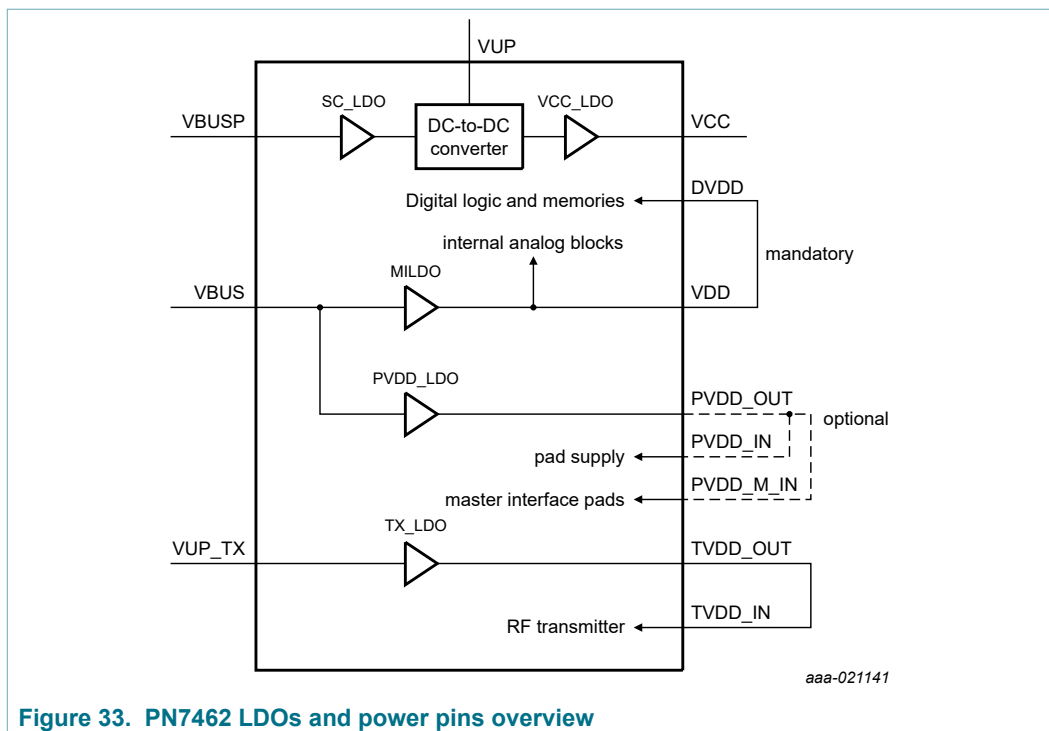 VUP
SC_LDO
VCC_LDO
VBUSP
DC-to-DC
converter
VCC
DVDD
Digital logic and memories
internal analog blocks
mandatory
MILDO
VBUS
VDD
PVDD_LDO
PVDD_OUT
optional
PVDD_IN
pad supply
PVDD_M_IN
master interface pads
TX_LDO
VUP_TX
TVDD_OUT
TVDD_IN
RF transmitter
aaa-021141
Figure 33. PN7462 LDOs and power pins overview